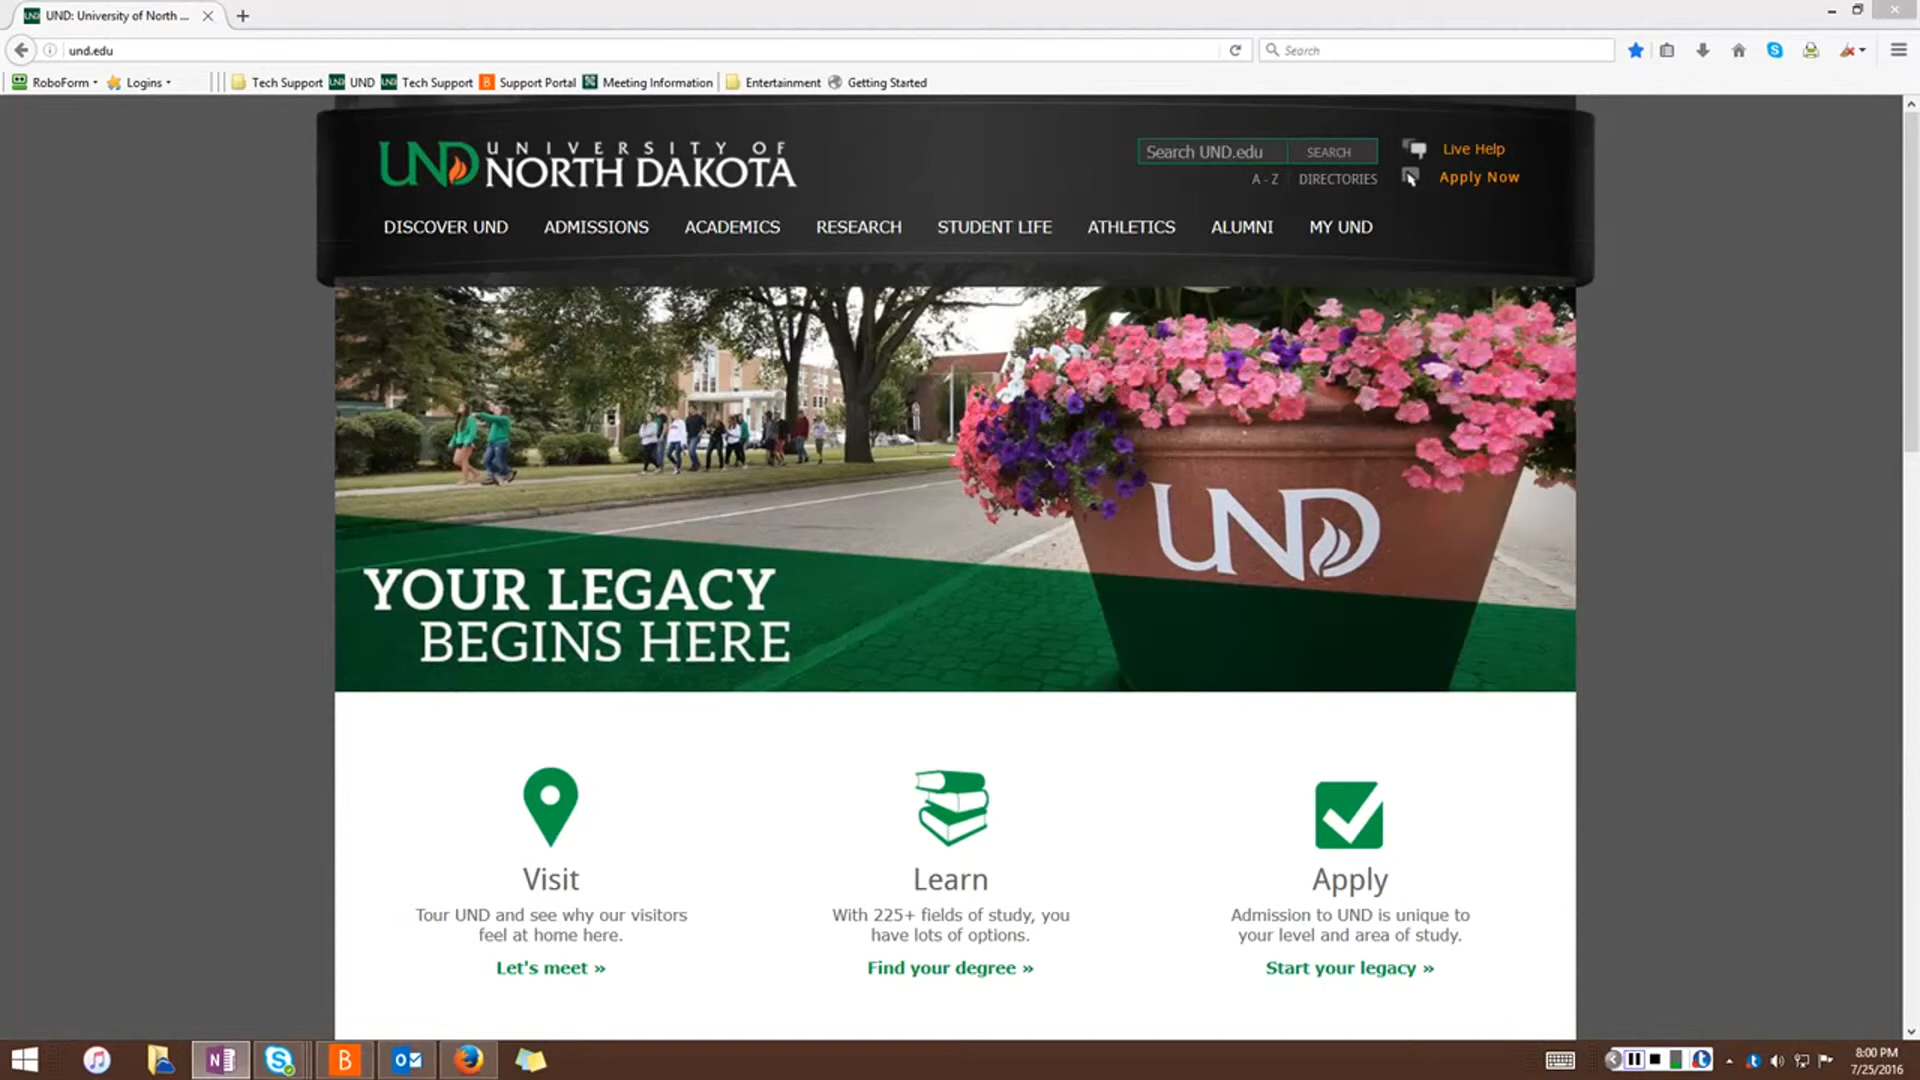 UND: University of North ...
und.edu
Search
RoboForm
Logins
Tech Support
UND
Tech Support
Support Portal
Meeting Information
Entertainment
Getting Started
UND UNIVERSITY OF
NORTH DAKOTA
Search UND.edu
SEARCH
Live Help
A - Z
DIRECTORIES
Apply Now
DISCOVER UND
ADMISSIONS
ACADEMICS
RESEARCH
STUDENT LIFE
ATHLETICS
ALUMNI
MY UND
UND
YOUR LEGACY
BEGINS HERE
Visit
Tour UND and see why our visitors
feel at home here.
Let's meet »
Learn
With 225+ fields of study, you
have lots of options.
Find your degree »
Apply
Admission to UND is unique to
your level and area of study.
Start your legacy »
8:00 PM
7/25/2016